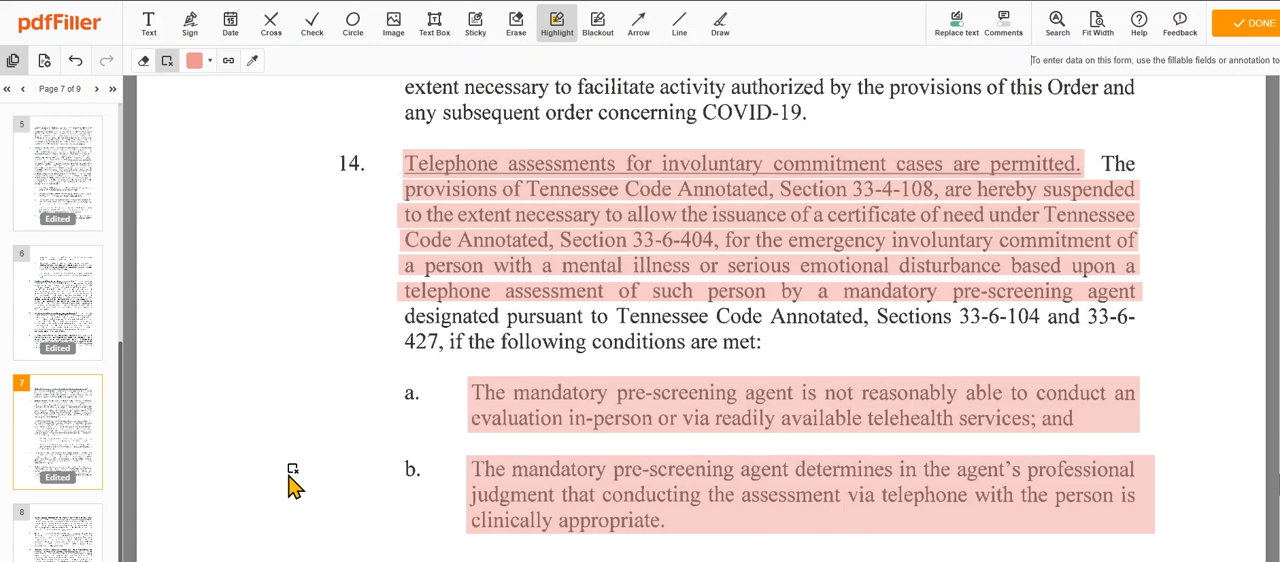 pdfFiller
Text Sign Date Cross Check Circle Image Text Box Sticky Erase Highlight Blackout Arrow Line Draw Replace text Comments Search Fit Width Help Feedback DONE
To enter data on this form, use the fillable fields or annotation to
Page 7 of 9
5
Edited
6
Edited
7
Edited
8
extent necessary to facilitate activity authorized by the provisions of this Order and
any subsequent order concerning COVID-19.
14. Telephone assessments for involuntary commitment cases are permitted. The
provisions of Tennessee Code Annotated, Section 33-4-108, are hereby suspended
to the extent necessary to allow the issuance of a certificate of need under Tennessee
Code Annotated, Section 33-6-404, for the emergency involuntary commitment of
a person with a mental illness or serious emotional disturbance based upon a
telephone assessment of such person by a mandatory pre-screening agent
designated pursuant to Tennessee Code Annotated, Sections 33-6-104 and 33-6-
427, if the following conditions are met:
a. The mandatory pre-screening agent is not reasonably able to conduct an
evaluation in-person or via readily available telehealth services; and
b. The mandatory pre-screening agent determines in the agent's professional
judgment that conducting the assessment via telephone with the person is
clinically appropriate.